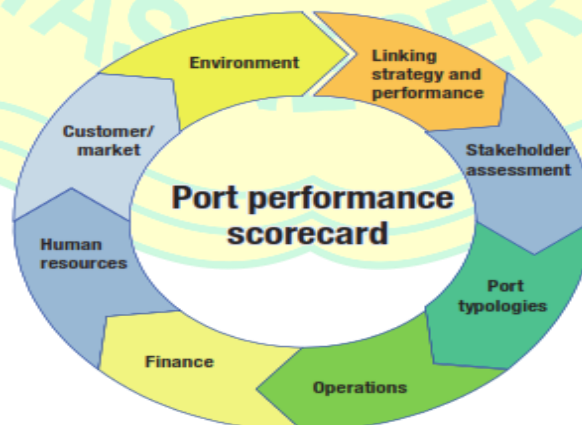 Port performance
scorecard
Linking
strategy and
performance
Stakeholder
assessment
Port
typologies
Operations
Finance
Human
resources
Customer/
market
Environment